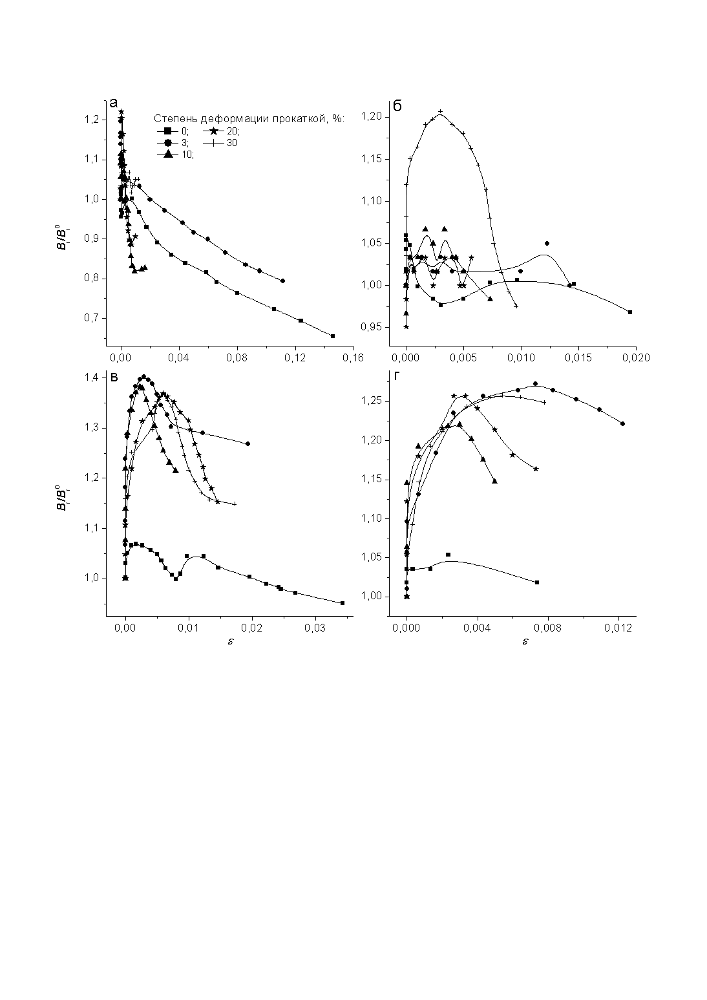 а
Степень деформации прокаткой, %:
0; 20;
3; 30
10;
1,2
1,1
1,0
0,9
0,8
0,7
B_r/B_r^0
0,00 0,04 0,08 0,12 0,16
б
1,20
1,15
1,10
1,05
1,00
0,95
0,000 0,005 0,010 0,015 0,020
в
1,4
1,3
1,2
1,1
1,0
B_r/B_r^0
0,00 0,01 0,02 0,03
ε
г
1,25
1,20
1,15
1,10
1,05
1,00
0,000 0,004 0,008 0,012
ε